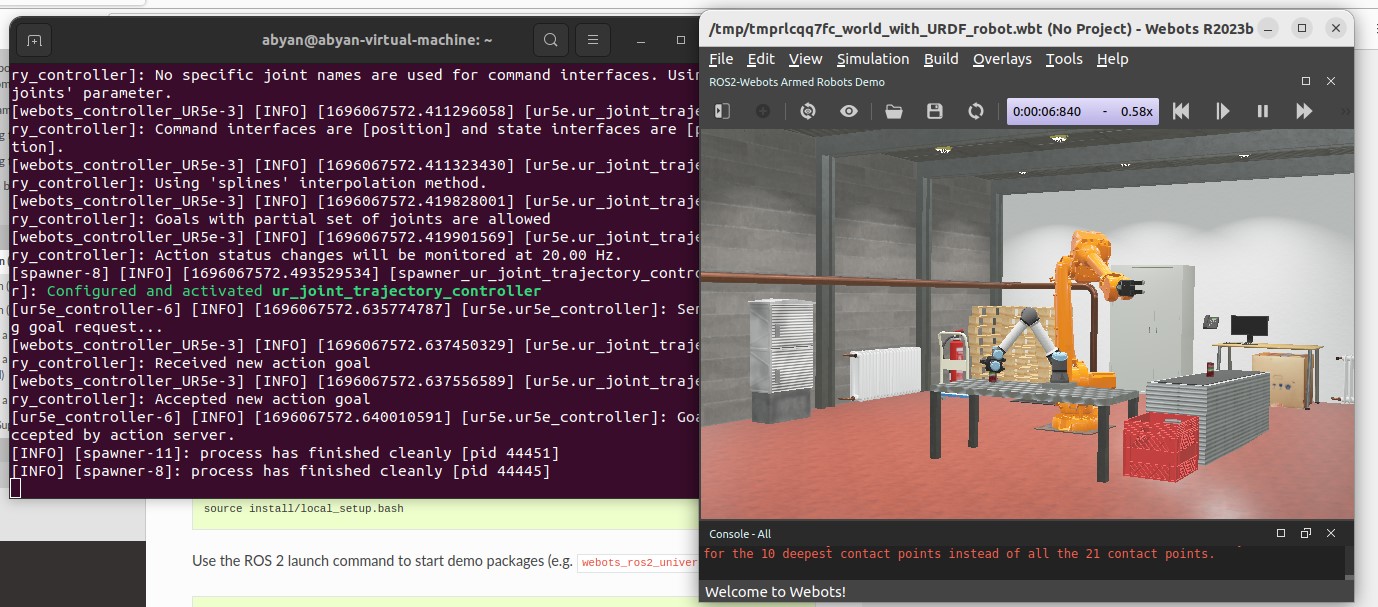 abyan@abyan-virtual-machine: ~
ry_controller]: No specific joint names are used for command interfaces. Usin
joints' parameter.
[webots_controller_UR5e-3] [INFO] [1696067572.411296058] [ur5e.ur_joint_traje
ry_controller]: Command interfaces are [position] and state interfaces are [p
tion].
[webots_controller_UR5e-3] [INFO] [1696067572.411323430] [ur5e.ur_joint_traje
ry_controller]: Using 'splines' interpolation method.
[webots_controller_UR5e-3] [INFO] [1696067572.419828001] [ur5e.ur_joint_traje
ry_controller]: Goals with partial set of joints are allowed
[webots_controller_UR5e-3] [INFO] [1696067572.419901569] [ur5e.ur_joint_traje
ry_controller]: Action status changes will be monitored at 20.00 Hz.
[spawner-8] [INFO] [1696067572.493529534] [spawner_ur_joint_trajectory_contro
r]: Configured and activated ur_joint_trajectory_controller
[ur5e_controller-6] [INFO] [1696067572.635774787] [ur5e.ur5e_controller]: Sen
g goal request...
[webots_controller_UR5e-3] [INFO] [1696067572.637450329] [ur5e.ur_joint_traje
ry_controller]: Received new action goal
[webots_controller_UR5e-3] [INFO] [1696067572.637556589] [ur5e.ur_joint_traje
ry_controller]: Accepted new action goal
[ur5e_controller-6] [INFO] [1696067572.640010591] [ur5e.ur5e_controller]: Goa
ccepted by action server.
[INFO] [spawner-11]: process has finished cleanly [pid 44451]
[INFO] [spawner-8]: process has finished cleanly [pid 44445]
source install/local_setup.bash
Use the ROS 2 launch command to start demo packages (e.g. webots_ros2_univer
/tmp/tmprlcqq7fc_world_with_URDF_robot.wbt (No Project) - Webots R2023b
File Edit View Simulation Build Overlays Tools Help
ROS2-Webots Armed Robots Demo
0:00:06:840 - 0.58x
Console - All
for the 10 deepest contact points instead of all the 21 contact points.
Welcome to Webots!